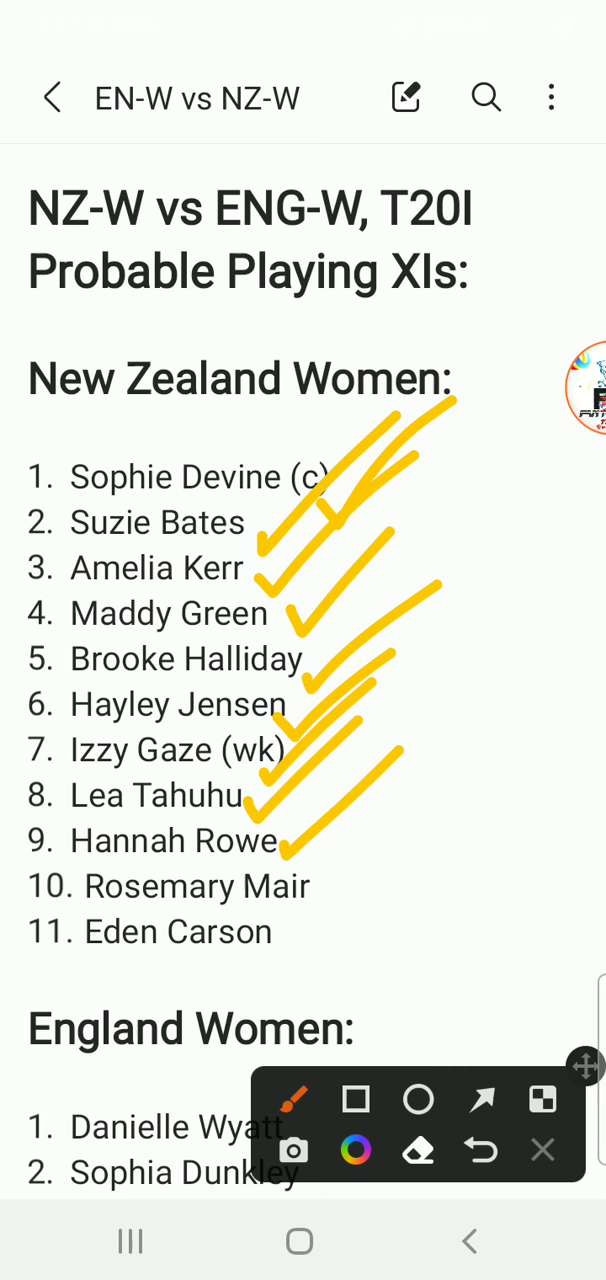 EN-W vs NZ-W
NZ-W vs ENG-W, T20I
Probable Playing XIs:
New Zealand Women:
1. Sophie Devine (c)
2. Suzie Bates
3. Amelia Kerr
4. Maddy Green
5. Brooke Halliday
6. Hayley Jensen
7. Izzy Gaze (wk)
8. Lea Tahuhu
9. Hannah Rowe
10. Rosemary Mair
11. Eden Carson
England Women:
1. Danielle Wyatt
2. Sophia Dunkley